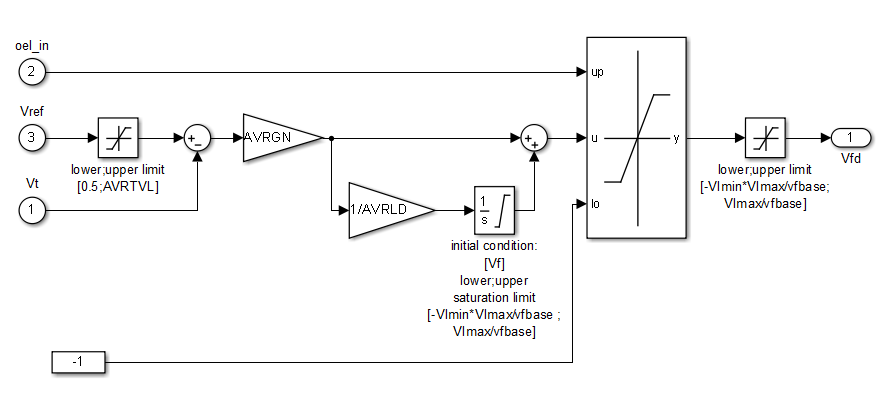 oel_in
2
up
Vref
3
lower;upper limit
[0.5;AVRTVL]
+
−
AVRGN
+
+
u
y
lower;upper limit
[-VImin*VImax/vfbase;
VImax/vfbase]
1
Vfd
Vt
1
1/AVRLD
1
s
lo
initial condition:
[Vf]
lower;upper
saturation limit
[-VImin*VImax/vfbase ;
VImax/vfbase]
-1